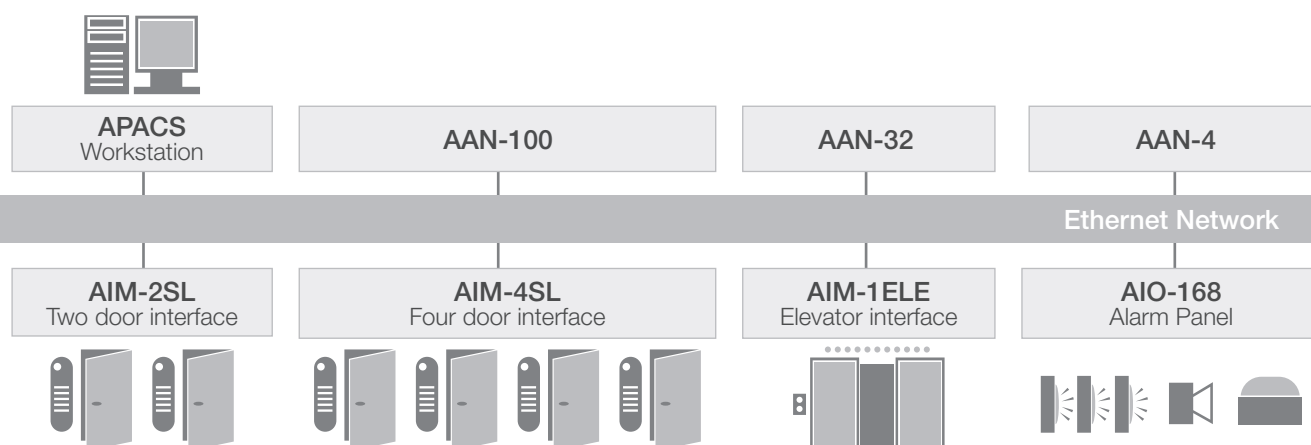 APACS
Workstation
AAN-100
AAN-32
AAN-4
Ethernet Network
AIM-2SL
Two door interface
AIM-4SL
Four door interface
AIM-1ELE
Elevator interface
AIO-168
Alarm Panel